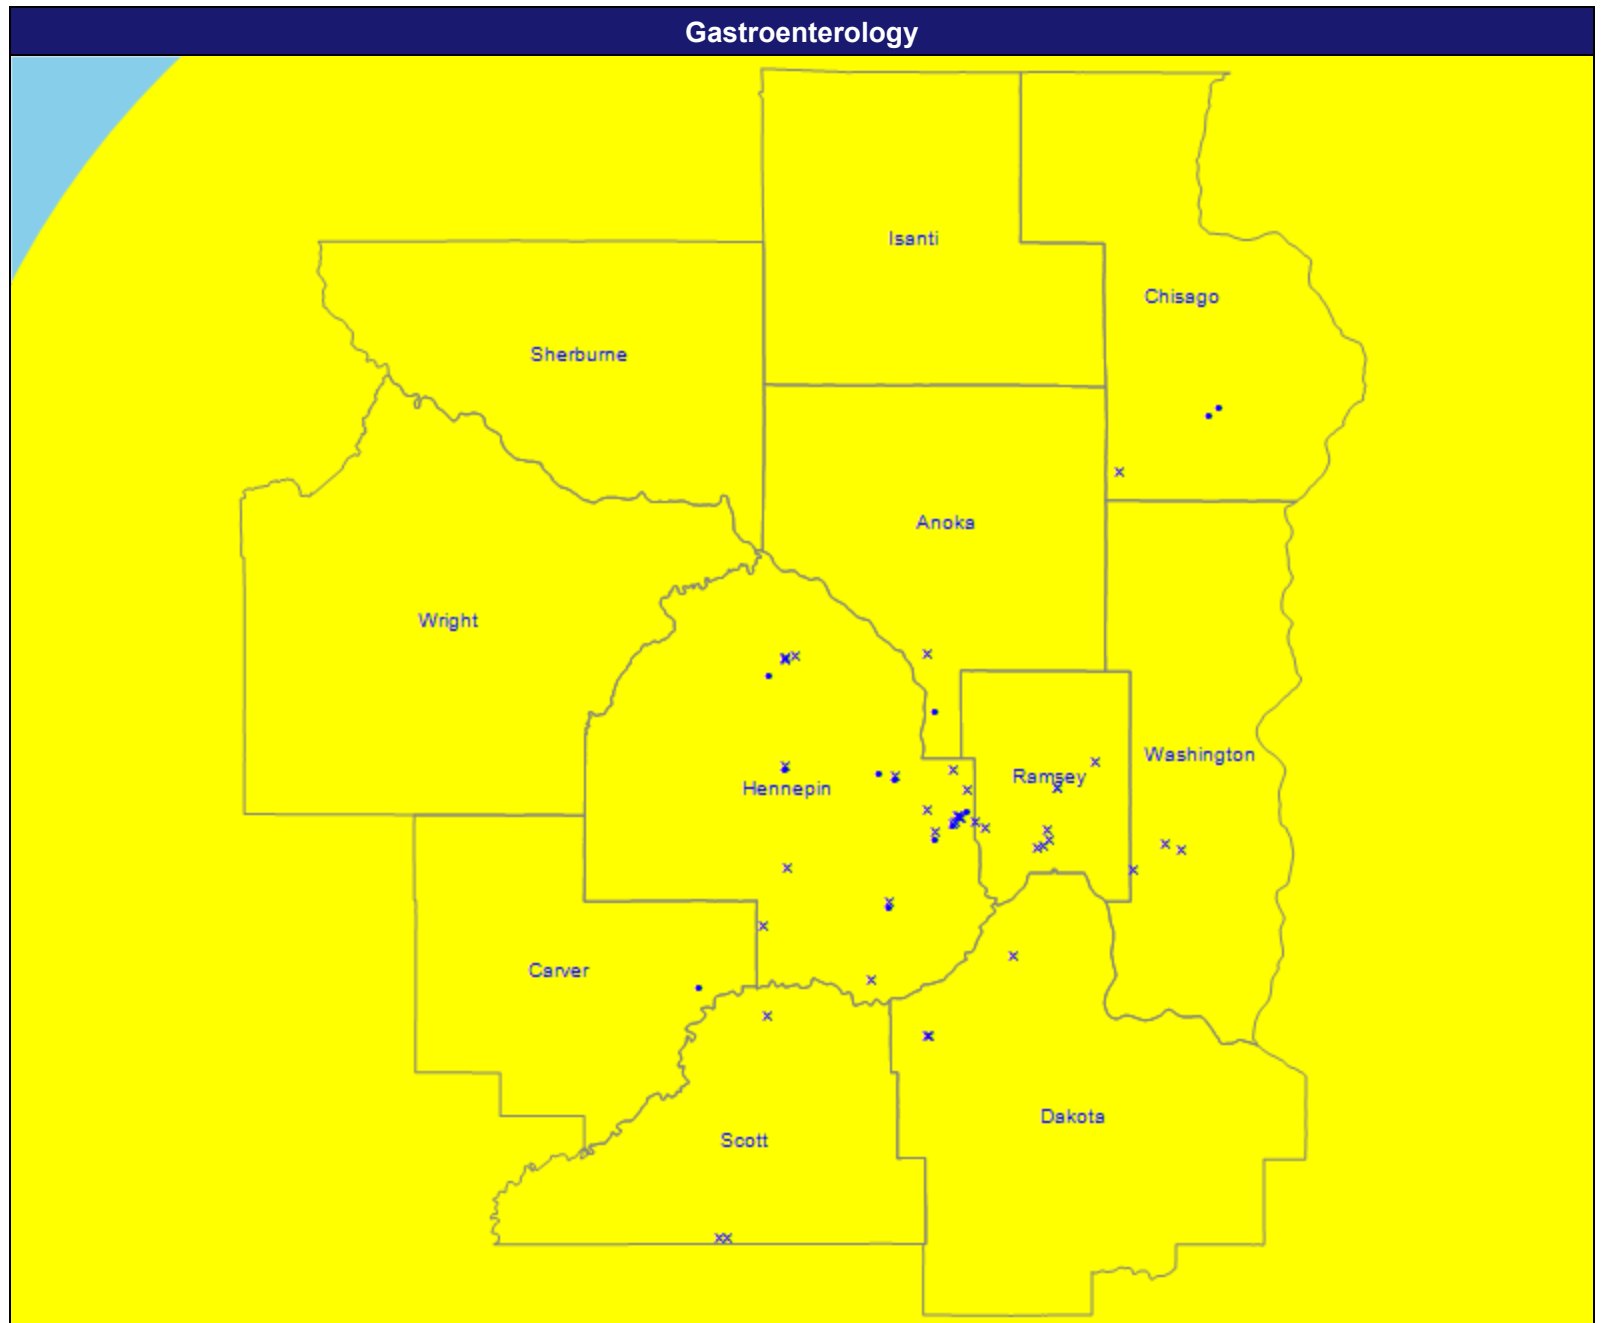 Gastroenterology
Isanti
Chisago
Sherburne
Anoka
Wright
Washington
Ramsey
Hennepin
Carver
Dakota
Scott